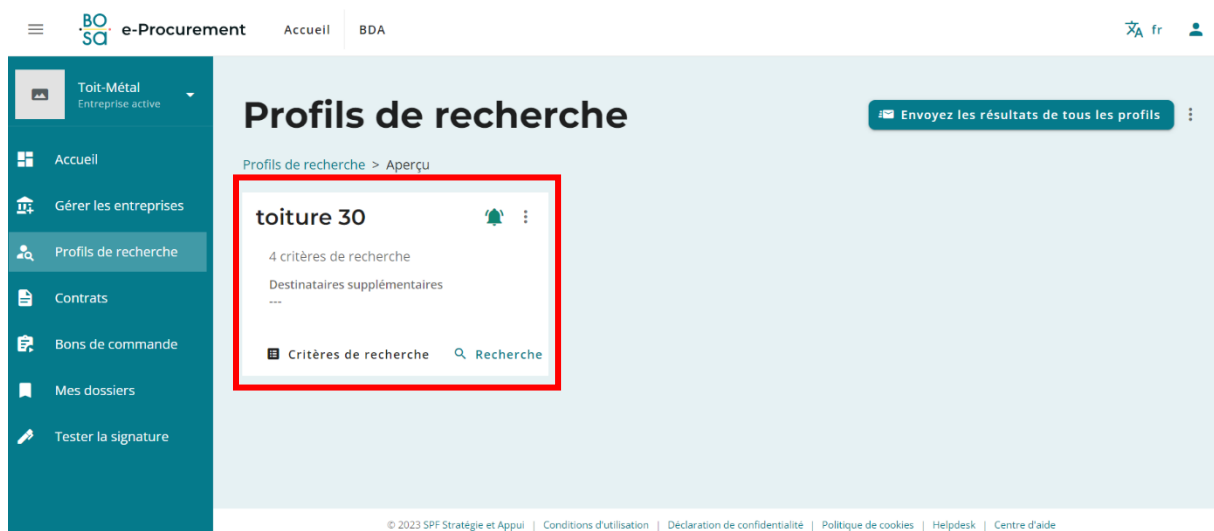 BO SA e-Procurement Accueil BDA fr
Toit-Métal
Entreprise active
Accueil
Gérer les entreprises
Profils de recherche
Contrats
Bons de commande
Mes dossiers
Tester la signature
Profils de recherche
Envoyez les résultats de tous les profils
Profils de recherche > Aperçu
toiture 30
4 critères de recherche
Destinataires supplémentaires
---
Critères de recherche Recherche
© 2023 SPF Stratégie et Appui | Conditions d'utilisation | Déclaration de confidentialité | Politique de cookies | Helpdesk | Centre d'aide